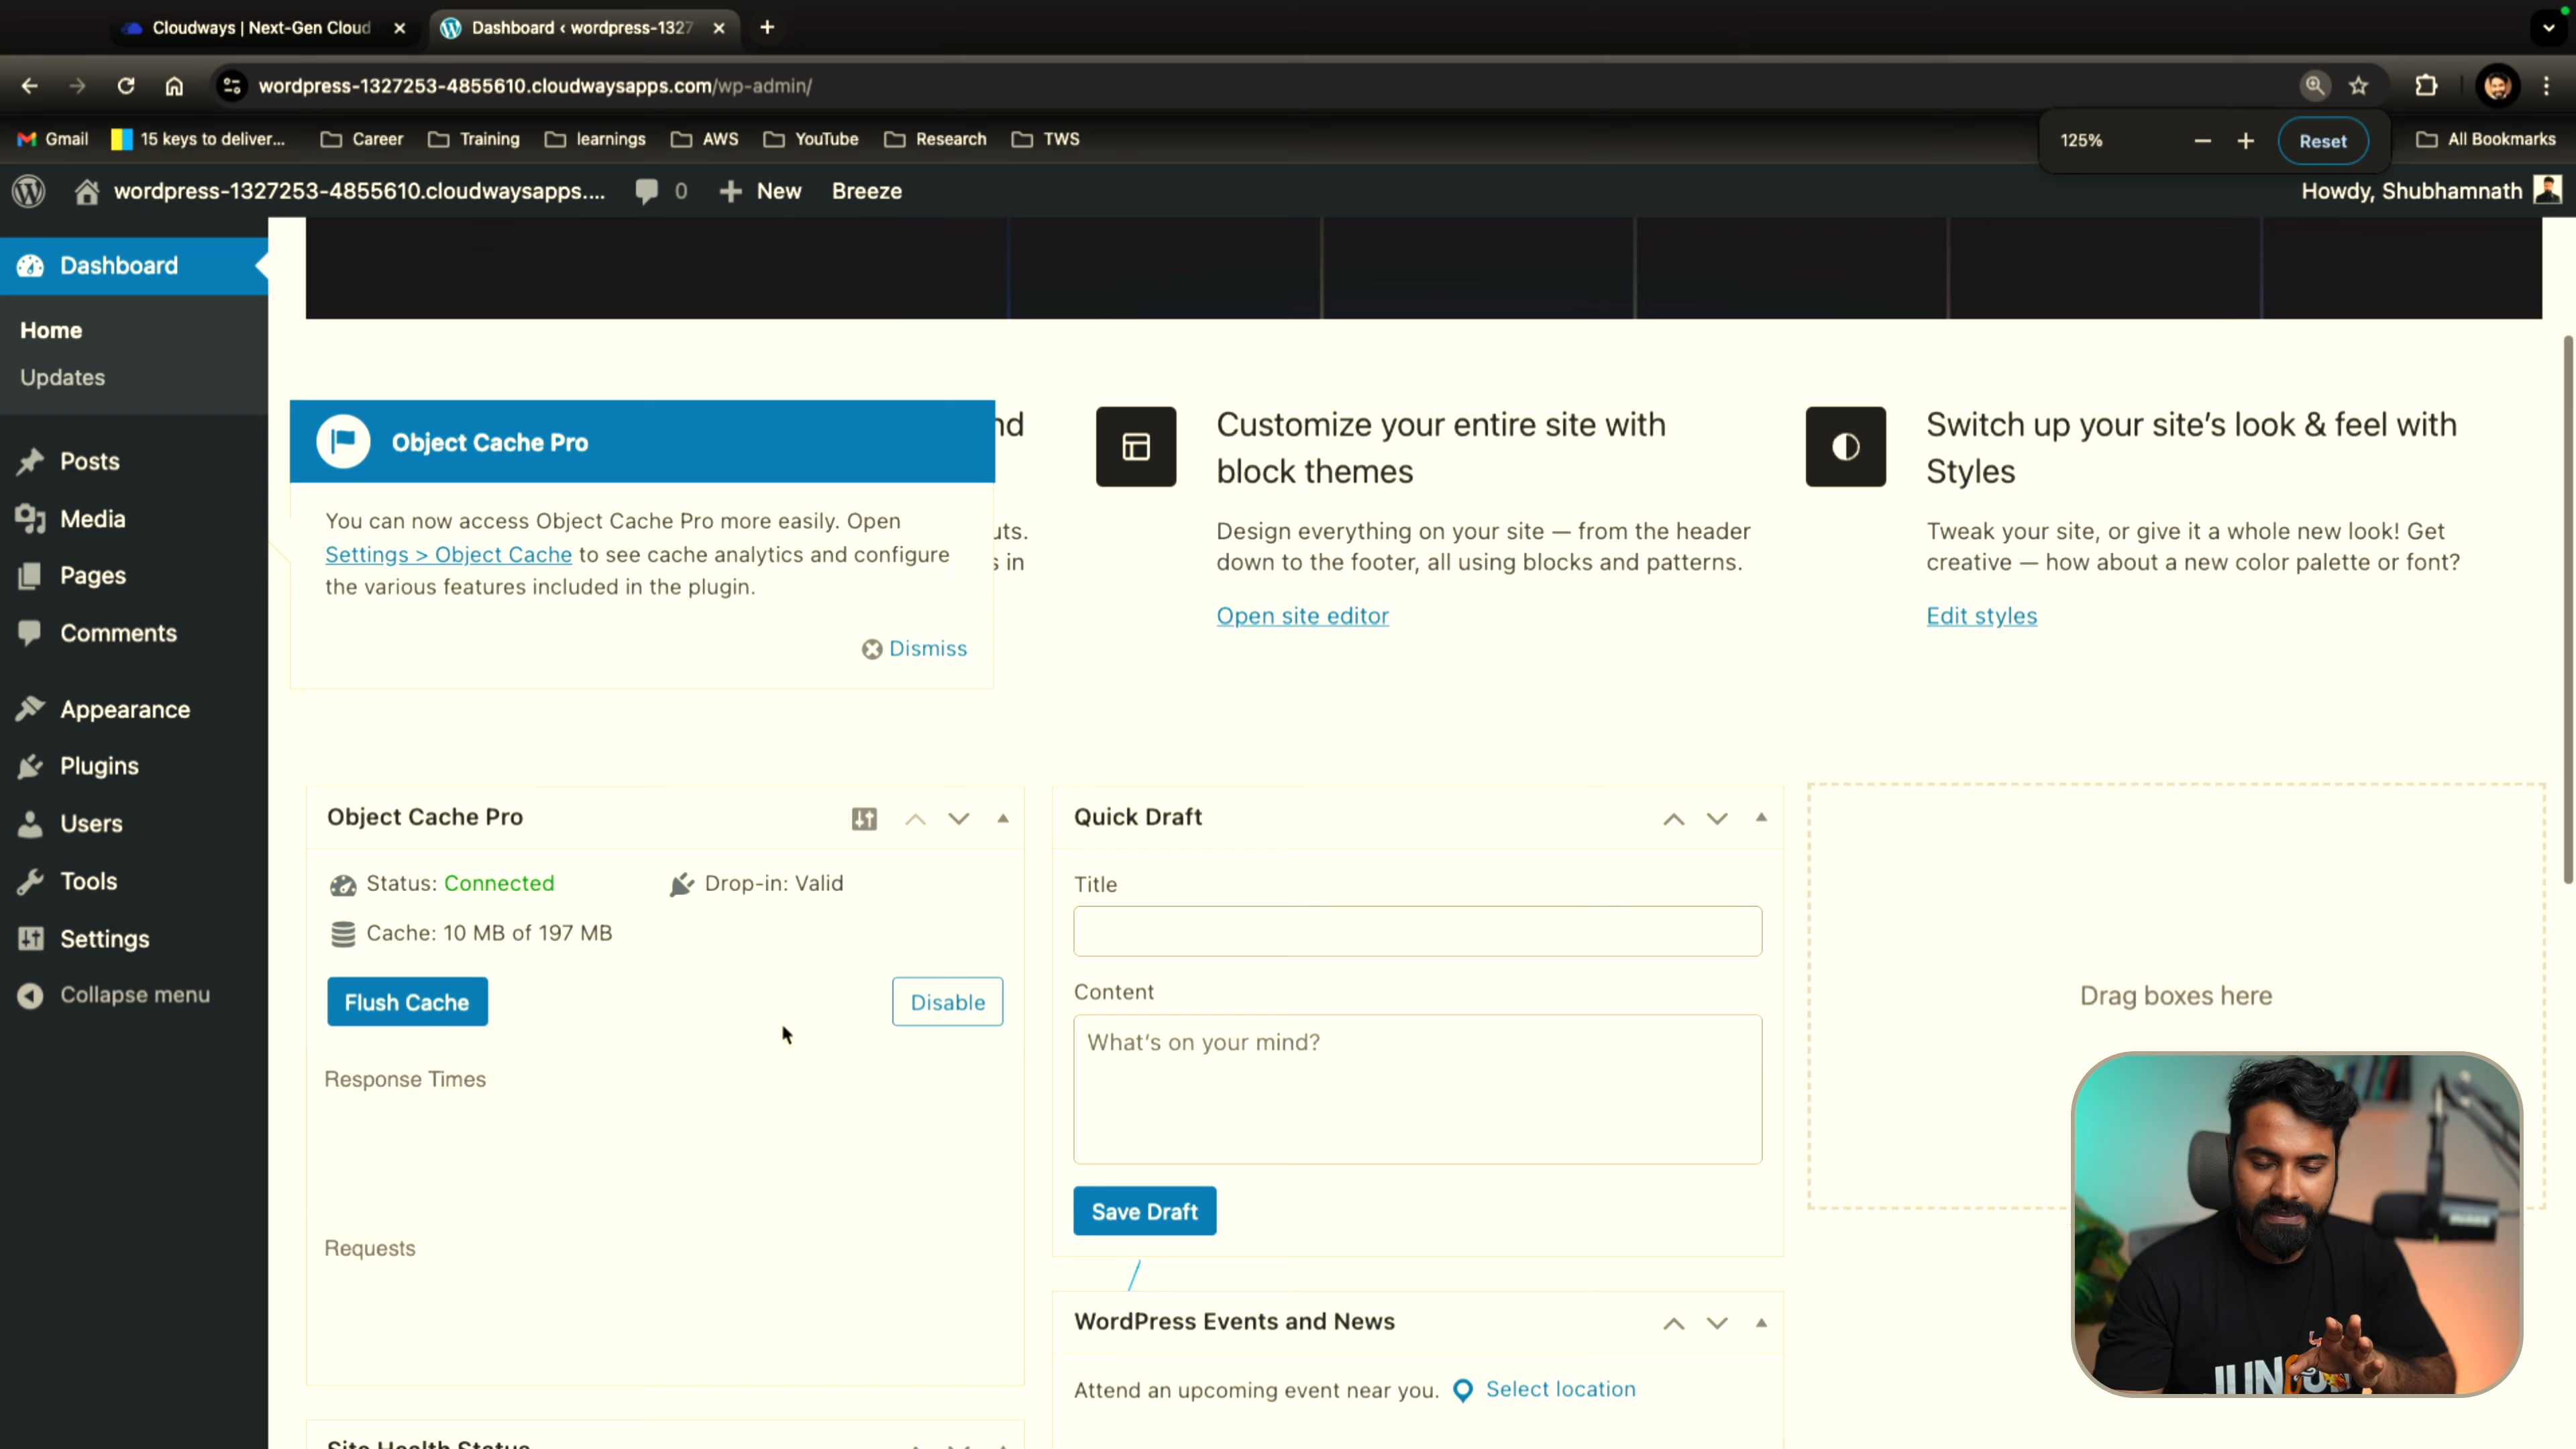 Cloudways | Next-Gen Cloud
Dashboard ‹ wordpress-1327
wordpress-1327253-4855610.cloudwaysapps.com/wp-admin/
Gmail
15 keys to deliver...
Career
Training
learnings
AWS
YouTube
Research
TWS
125%
Reset
All Bookmarks
wordpress-1327253-4855610.cloudwaysapps....
0
New
Breeze
Howdy, Shubhamnath
Dashboard
Home
Updates
Posts
Media
Pages
Comments
Appearance
Plugins
Users
Tools
Settings
Collapse menu
Object Cache Pro
You can now access Object Cache Pro more easily. Open
Settings > Object Cache to see cache analytics and configure
the various features included in the plugin.
Dismiss
nd
uts.
s in
Customize your entire site with
block themes
Design everything on your site — from the header
down to the footer, all using blocks and patterns.
Open site editor
Switch up your site’s look & feel with
Styles
Tweak your site, or give it a whole new look! Get
creative — how about a new color palette or font?
Edit styles
Object Cache Pro
Status: Connected
Drop-in: Valid
Cache: 10 MB of 197 MB
Flush Cache
Disable
Response Times
Requests
Site Health Status
Quick Draft
Title
Content
What’s on your mind?
Save Draft
WordPress Events and News
Attend an upcoming event near you.
Select location
Drag boxes here